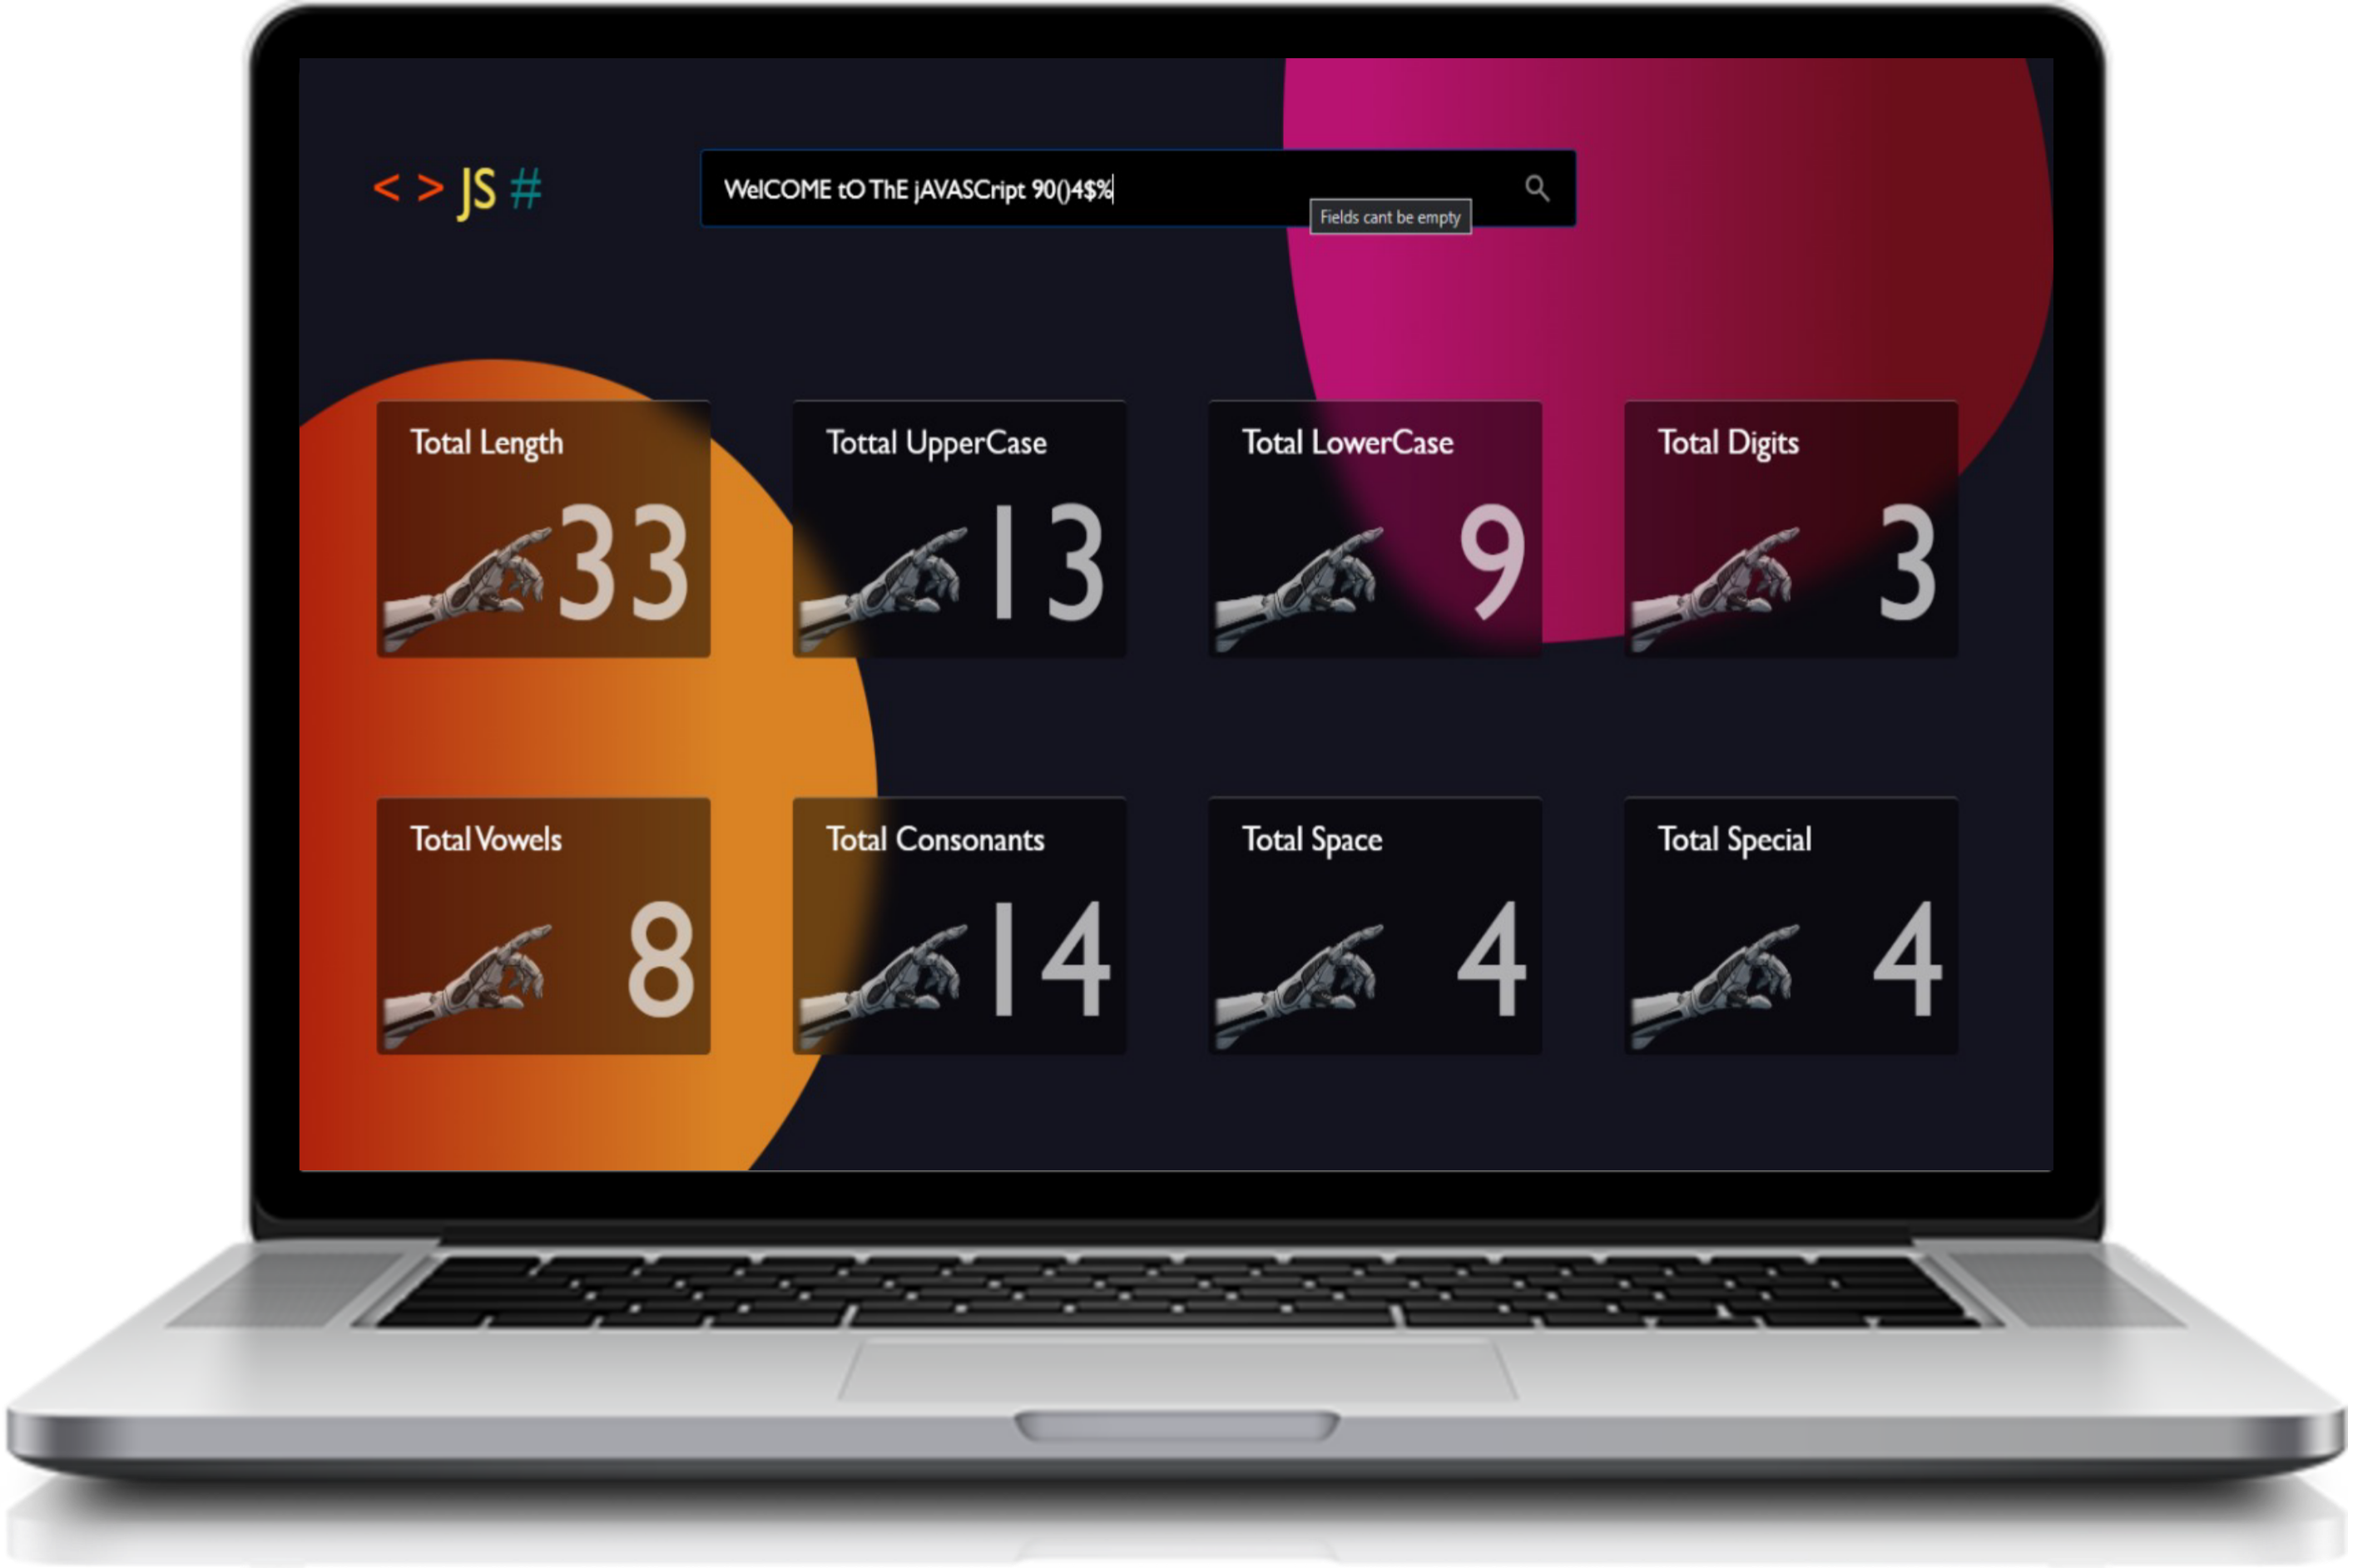 < > JS #
WelCOME tO ThE jAVASCript 90()4$%
Fields cant be empty
Total Length
33
Tottal UpperCase
13
Total LowerCase
9
Total Digits
3
Total Vowels
8
Total Consonants
14
Total Space
4
Total Special
4